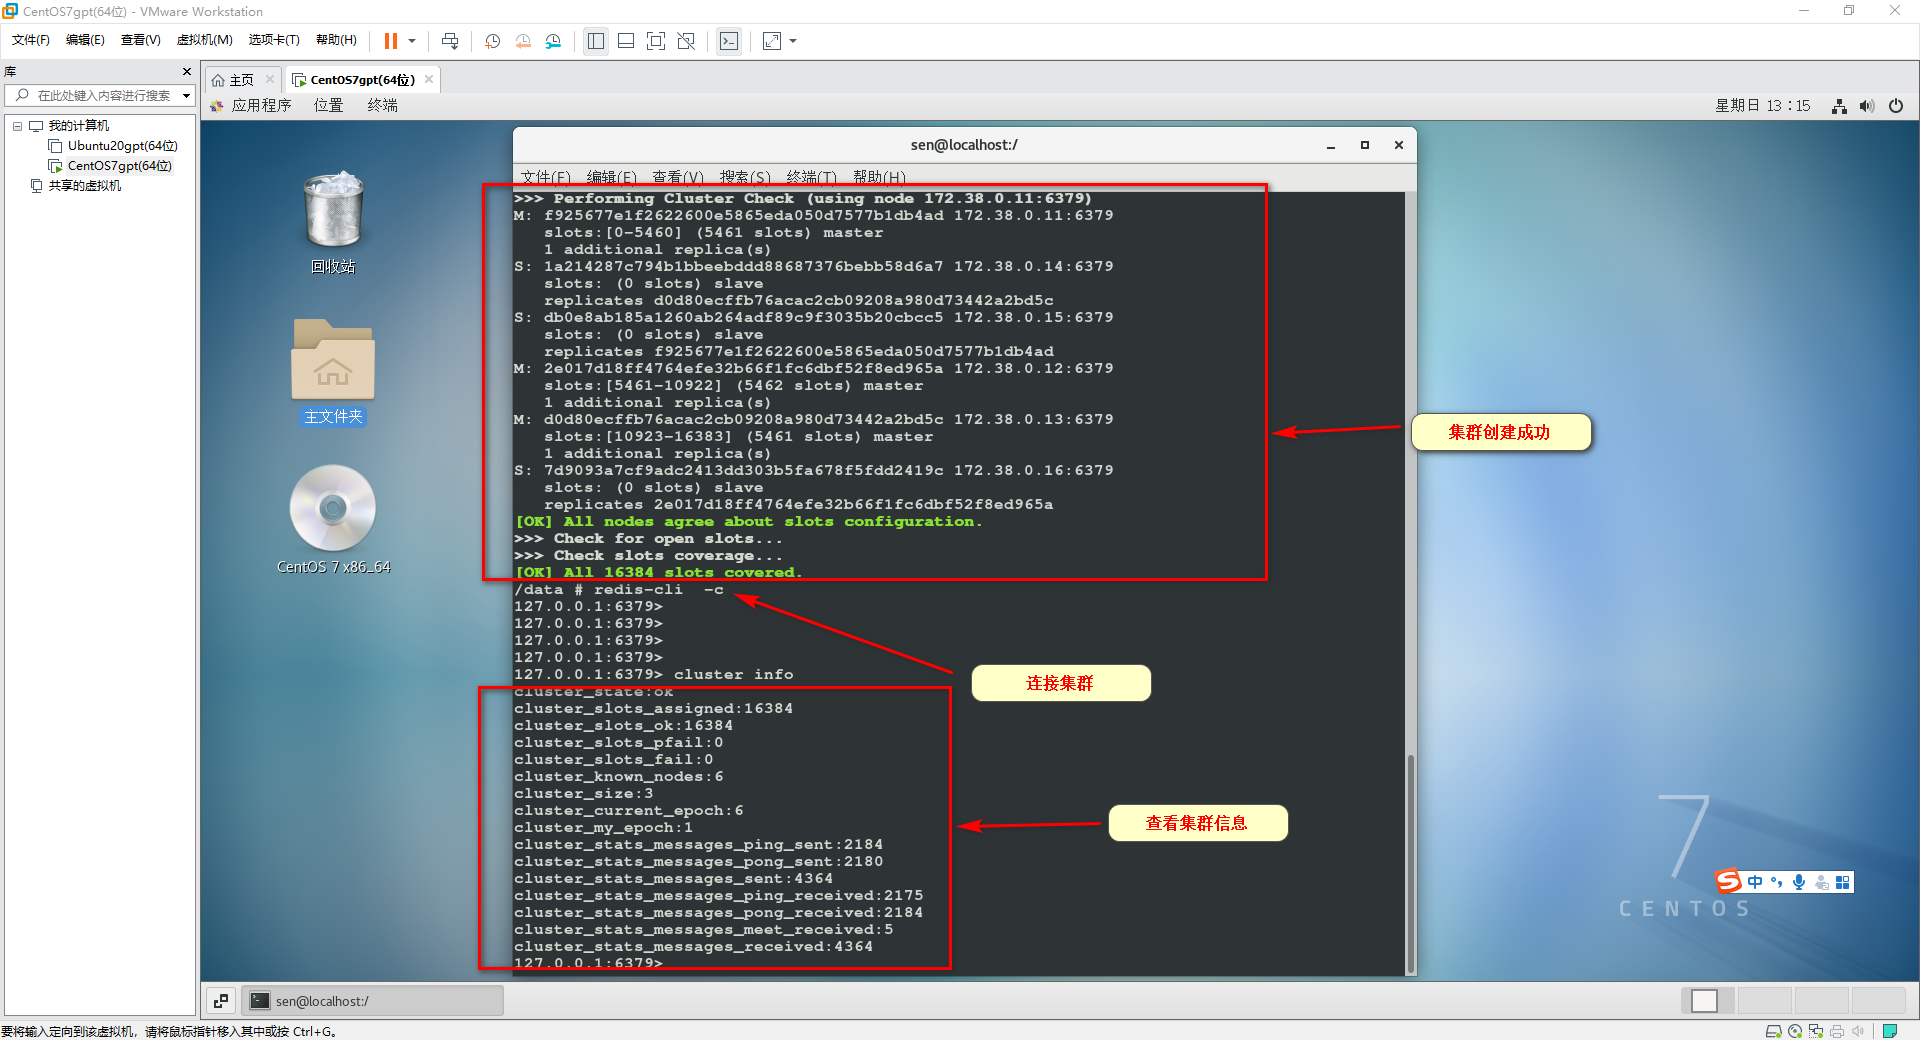 CentOS7gpt(64位) - VMware Workstation
文件(F) 编辑(E) 查看(V) 虚拟机(M) 选项卡(T) 帮助(H)
库
在此处键入内容进行搜索
我的计算机
Ubuntu20gpt(64位)
CentOS7gpt(64位)
共享的虚拟机
主页 CentOS7gpt(64位)
应用程序 位置 终端 星期日 13：15
回收站
主文件夹
CentOS 7 x86_64
sen@localhost:/
文件(F) 编辑(E) 查看(V) 搜索(S) 终端(T) 帮助(H)
>>> Performing Cluster Check (using node 172.38.0.11:6379)
M: f925677e1f2622600e5865eda050d7577b1db4ad 172.38.0.11:6379
slots:[0-5460] (5461 slots) master
1 additional replica(s)
S: 1a214287c794b1bbeebddd88687376bebb58d6a7 172.38.0.14:6379
slots: (0 slots) slave
replicates d0d80ecffb76acac2cb09208a980d73442a2bd5c
S: db0e8ab185a1260ab264adf89c9f3035b20cbcc5 172.38.0.15:6379
slots: (0 slots) slave
replicates f925677e1f2622600e5865eda050d7577b1db4ad
M: 2e017d18ff4764efe32b66f1fc6dbf52f8ed965a 172.38.0.12:6379
slots:[5461-10922] (5462 slots) master
1 additional replica(s)
M: d0d80ecffb76acac2cb09208a980d73442a2bd5c 172.38.0.13:6379
slots:[10923-16383] (5461 slots) master
1 additional replica(s)
S: 7d9093a7cf9adc2413dd303b5fa678f5fdd2419c 172.38.0.16:6379
slots: (0 slots) slave
replicates 2e017d18ff4764efe32b66f1fc6dbf52f8ed965a
[OK] All nodes agree about slots configuration.
>>> Check for open slots...
>>> Check slots coverage...
[OK] All 16384 slots covered.
/data # redis-cli  -c
127.0.0.1:6379>
127.0.0.1:6379>
127.0.0.1:6379>
127.0.0.1:6379>
127.0.0.1:6379> cluster info
cluster_state:ok
cluster_slots_assigned:16384
cluster_slots_ok:16384
cluster_slots_pfail:0
cluster_slots_fail:0
cluster_known_nodes:6
cluster_size:3
cluster_current_epoch:6
cluster_my_epoch:1
cluster_stats_messages_ping_sent:2184
cluster_stats_messages_pong_sent:2180
cluster_stats_messages_sent:4364
cluster_stats_messages_ping_received:2175
cluster_stats_messages_pong_received:2184
cluster_stats_messages_meet_received:5
cluster_stats_messages_received:4364
127.0.0.1:6379>
集群创建成功
连接集群
查看集群信息
7
CENTOS
S 中
sen@localhost:/
要将输入定向到该虚拟机，请将鼠标指针移入其中或按 Ctrl+G。